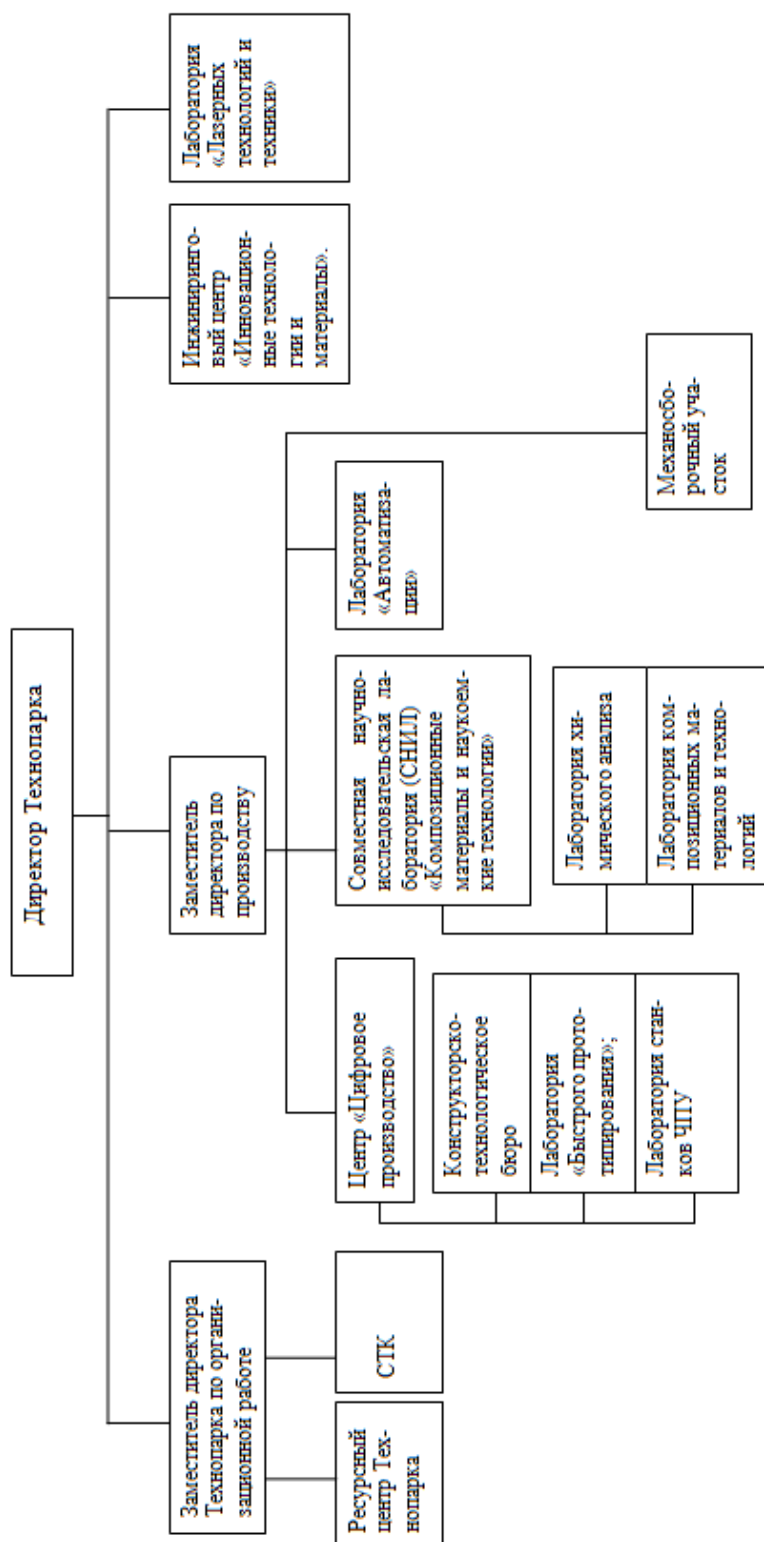 Директор Технопарка
Заместитель директора
Технопарка по органи-
зационной работе
Заместитель
директора по
производству
Инжиниринго-
вый центр
«Инновацион-
ные техноло-
гии и
материалы».
Лаборатория
«Лазерных
технологий и
техники»
Ресурсный
центр Тех-
нопарка
СТК
Центр «Цифровое
производство»
Конструкторско-
технологическое
бюро
Лаборатория
«Быстрого прото-
типирования»;
Лаборатория стан-
ков ЧПУ
Совместная научно-
исследовательская ла-
боратория (СНИЛ)
«Композиционные
материалы и наукоем-
кие технологии»
Лаборатория хи-
мического анализа
Лаборатория ком-
позиционных ма-
териалов и техно-
логий
Лаборатория
«Автоматиза-
ции»
Механосбо-
рочный уча-
сток